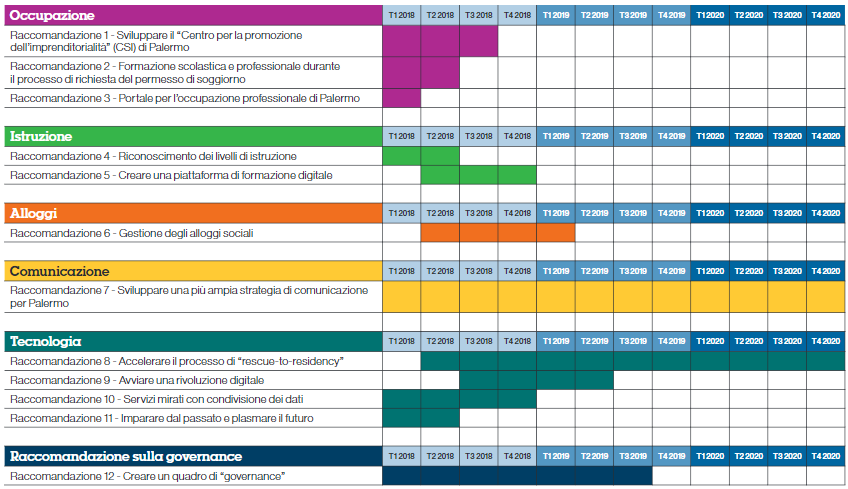 Occupazione T1 2018 T2 2018 T3 2018 T4 2018 T1 2019 T2 2019 T3 2019 T4 2019 T1 2020 T2 2020 T3 2020 T4 2020
Raccomandazione 1 - Sviluppare il “Centro per la promozione
dell’imprenditorialità” (CSI) di Palermo
Raccomandazione 2 - Formazione scolastica e professionale durante
il processo di richiesta del permesso di soggiorno
Raccomandazione 3 - Portale per l’occupazione professionale di Palermo
Istruzione T1 2018 T2 2018 T3 2018 T4 2018 T1 2019 T2 2019 T3 2019 T4 2019 T1 2020 T2 2020 T3 2020 T4 2020
Raccomandazione 4 - Riconoscimento dei livelli di istruzione
Raccomandazione 5 - Creare una piattaforma di formazione digitale
Alloggi T1 2018 T2 2018 T3 2018 T4 2018 T1 2019 T2 2019 T3 2019 T4 2019 T1 2020 T2 2020 T3 2020 T4 2020
Raccomandazione 6 - Gestione degli alloggi sociali
Comunicazione T1 2018 T2 2018 T3 2018 T4 2018 T1 2019 T2 2019 T3 2019 T4 2019 T1 2020 T2 2020 T3 2020 T4 2020
Raccomandazione 7 - Sviluppare una più ampia strategia di comunicazione
per Palermo
Tecnologia T1 2018 T2 2018 T3 2018 T4 2018 T1 2019 T2 2019 T3 2019 T4 2019 T1 2020 T2 2020 T3 2020 T4 2020
Raccomandazione 8 - Accelerare il processo di “rescue-to-residency”
Raccomandazione 9 - Avviare una rivoluzione digitale
Raccomandazione 10 - Servizi mirati con condivisione dei dati
Raccomandazione 11 - Imparare dal passato e plasmare il futuro
Raccomandazione sulla governance T1 2018 T2 2018 T3 2018 T4 2018 T1 2019 T2 2019 T3 2019 T4 2019 T1 2020 T2 2020 T3 2020 T4 2020
Raccomandazione 12 - Creare un quadro di “governance”